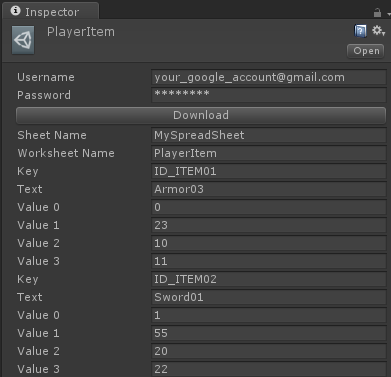 Inspector
PlayerItem
Open
Username your_google_account@gmail.com
Password ********
Download
Sheet Name MySpreadSheet
Worksheet Name PlayerItem
Key ID_ITEM01
Text Armor03
Value 0 0
Value 1 23
Value 2 10
Value 3 11
Key ID_ITEM02
Text Sword01
Value 0 1
Value 1 55
Value 2 20
Value 3 22